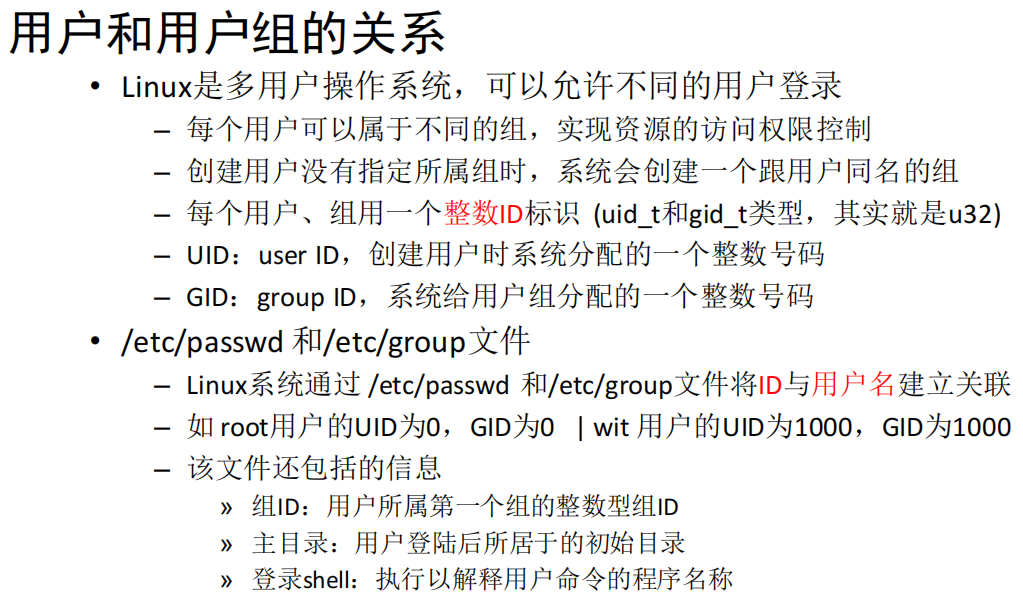 用户和用户组的关系
• Linux是多用户操作系统，可以允许不同的用户登录
– 每个用户可以属于不同的组，实现资源的访问权限控制
– 创建用户没有指定所属组时，系统会创建一个跟用户同名的组
– 每个用户、组用一个整数ID标识 (uid_t和gid_t类型，其实就是u32)
– UID：user ID，创建用户时系统分配的一个整数号码
– GID：group ID，系统给用户组分配的一个整数号码
• /etc/passwd 和/etc/group文件
– Linux系统通过 /etc/passwd 和/etc/group文件将ID与用户名建立关联
– 如 root用户的UID为0，GID为0 | wit 用户的UID为1000，GID为1000
– 该文件还包括的信息
» 组ID：用户所属第一个组的整数型组ID
» 主目录：用户登陆后所居于的初始目录
» 登录shell：执行以解释用户命令的程序名称